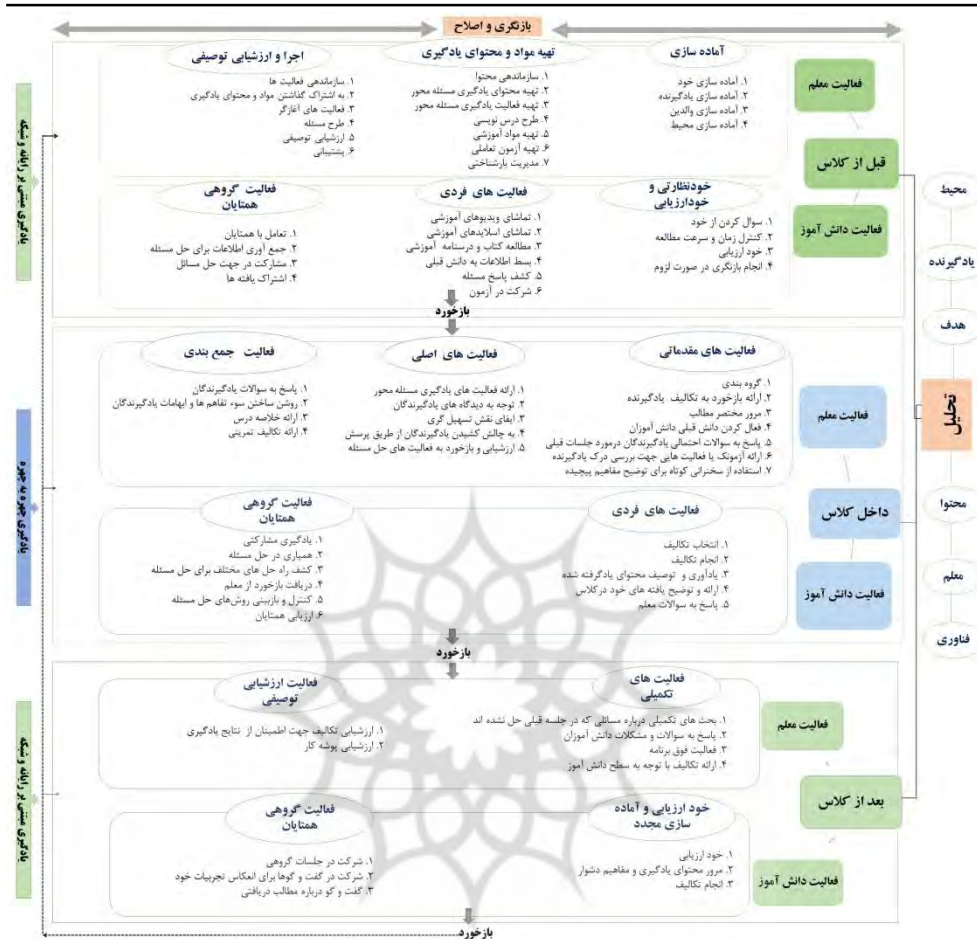 بازنگری و اصلاح
تحلیل
محیط
یادگیرنده
هدف
محتوا
معلم
فناوری
قبل از کلاس
فعالیت معلم
آماده سازی
۱. آماده سازی خود
۲. آماده سازی یادگیرنده
۳. آماده سازی والدین
۴. آماده سازی محیط
تهیه مواد و محتوای یادگیری
۱. سازماندهی محتوا
۲. تهیه محتوای یادگیری مسئله محور
۳. تهیه فعالیت یادگیری مسئله محور
۴. طرح درس نویسی
۵. تهیه مواد آموزشی
۶. تهیه آزمون تعاملی
۷. مدیریت بارشناختی
اجرا و ارزشیابی توصیفی
۱. سازماندهی فعالیت ها
۲. به اشتراک گذاشتن مواد و محتوای یادگیری
۳. فعالیت های آغازگر
۴. طرح مسئله
۵. ارزشیابی توصیفی
۶. پشتیبانی
فعالیت دانش آموز
خودنظارتی و
خودارزیابی
۱. سوال کردن از خود
۲. کنترل زمان و سرعت مطالعه
۳. خود ارزیابی
۴. انجام بازنگری در صورت لزوم
فعالیت های فردی
۱. تماشای ویدیوهای آموزشی
۲. تماشای اسلایدهای آموزشی
۳. مطالعه کتاب و درسنامه آموزشی
۴. بسط اطلاعات به دانش قبلی
۵. کشف پاسخ مسئله
۶. شرکت در آزمون
فعالیت گروهی
همتایان
۱. تعامل با همتایان
۲. جمع آوری اطلاعات برای حل مسئله
۳. مشارکت در جهت حل مسائل
۴. اشتراک یافته ها
یادگیری مبتنی بر رایانه و شبکه
بازخورد
داخل کلاس
فعالیت معلم
فعالیت های مقدماتی
۱. گروه بندی
۲. ارائه بازخورد به تکالیف یادگیرنده
۳. مرور مختصر مطالب
۴. فعال کردن دانش قبلی دانش آموزان
۵. پاسخ به سوالات احتمالی یادگیرندگان درمورد جلسات قبلی
۶. ارائه آزمونک یا فعالیت هایی جهت بررسی درک یادگیرنده
۷. استفاده از سخنرانی کوتاه برای توضیح مفاهیم پیچیده
فعالیت های اصلی
۱. ارائه فعالیت های یادگیری مسئله محور
۲. توجه به دیدگاه های یادگیرندگان
۳. ایفای نقش تسهیل گری
۴. به چالش کشیدن یادگیرندگان از طریق پرسش
۵. ارزشیابی و بازخورد به فعالیت های حل مسئله
فعالیت جمع بندی
۱. پاسخ به سوالات یادگیرندگان
۲. روشن ساختن سوء تفاهم ها و ابهامات یادگیرندگان
۳. ارائه خلاصه درس
۴. ارائه تکالیف تمرینی
فعالیت دانش آموز
فعالیت های فردی
۱. انتخاب تکالیف
۲. انجام تکالیف
۳. یادآوری و توصیف محتوای یادگرفته شده
۴. ارائه و توضیح یافته های خود درکلاس
۵. پاسخ به سوالات معلم
فعالیت گروهی
همتایان
۱. یادگیری مشارکتی
۲. همیاری در حل مسئله
۳. کشف راه حل های مختلف برای حل مسئله
۴. دریافت بازخورد از معلم
۵. کنترل و بازبینی روش‌های حل مسئله
۶. ارزیابی همتایان
یادگیری چهره به چهره
بازخورد
بعد از کلاس
فعالیت معلم
فعالیت های
تکمیلی
۱. بحث های تکمیلی درباره مسائلی که در جلسه قبلی حل نشده اند
۲. پاسخ به سوالات و مشکلات دانش آموزان
۳. فعالیت فوق برنامه
۴. ارائه تکالیف با توجه به سطح دانش آموز
فعالیت ارزشیابی
توصیفی
۱. ارزشیابی تکالیف جهت اطمینان از نتایج یادگیری
۲. ارزشیابی پوشه کار
فعالیت دانش آموز
خود ارزیابی و آماده
سازی مجدد
۱. خود ارزیابی
۲. مرور محتوای یادگیری و مفاهیم دشوار
۳. انجام تکالیف
فعالیت گروهی
همتایان
۱. شرکت در جلسات گروهی
۲. شرکت در گفت و گوها برای انعکاس تجربیات خود
۳. گفت و گو درباره مطالب دریافتی
یادگیری مبتنی بر رایانه و شبکه
بازخورد